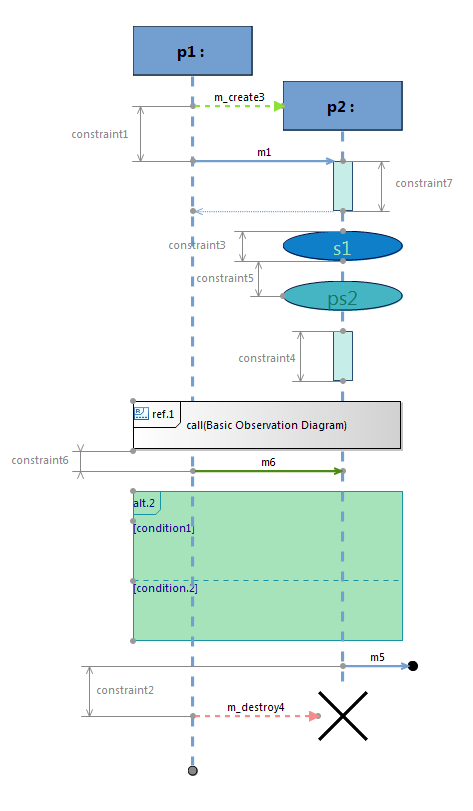 p1 :
m_create3
p2 :
constraint1
m1
constraint7
constraint3
s1
constraint5
ps2
constraint4
ref.1
call(Basic Observation Diagram)
constraint6
m6
alt.2
[condition1]
[condition.2]
m5
constraint2
m_destroy4